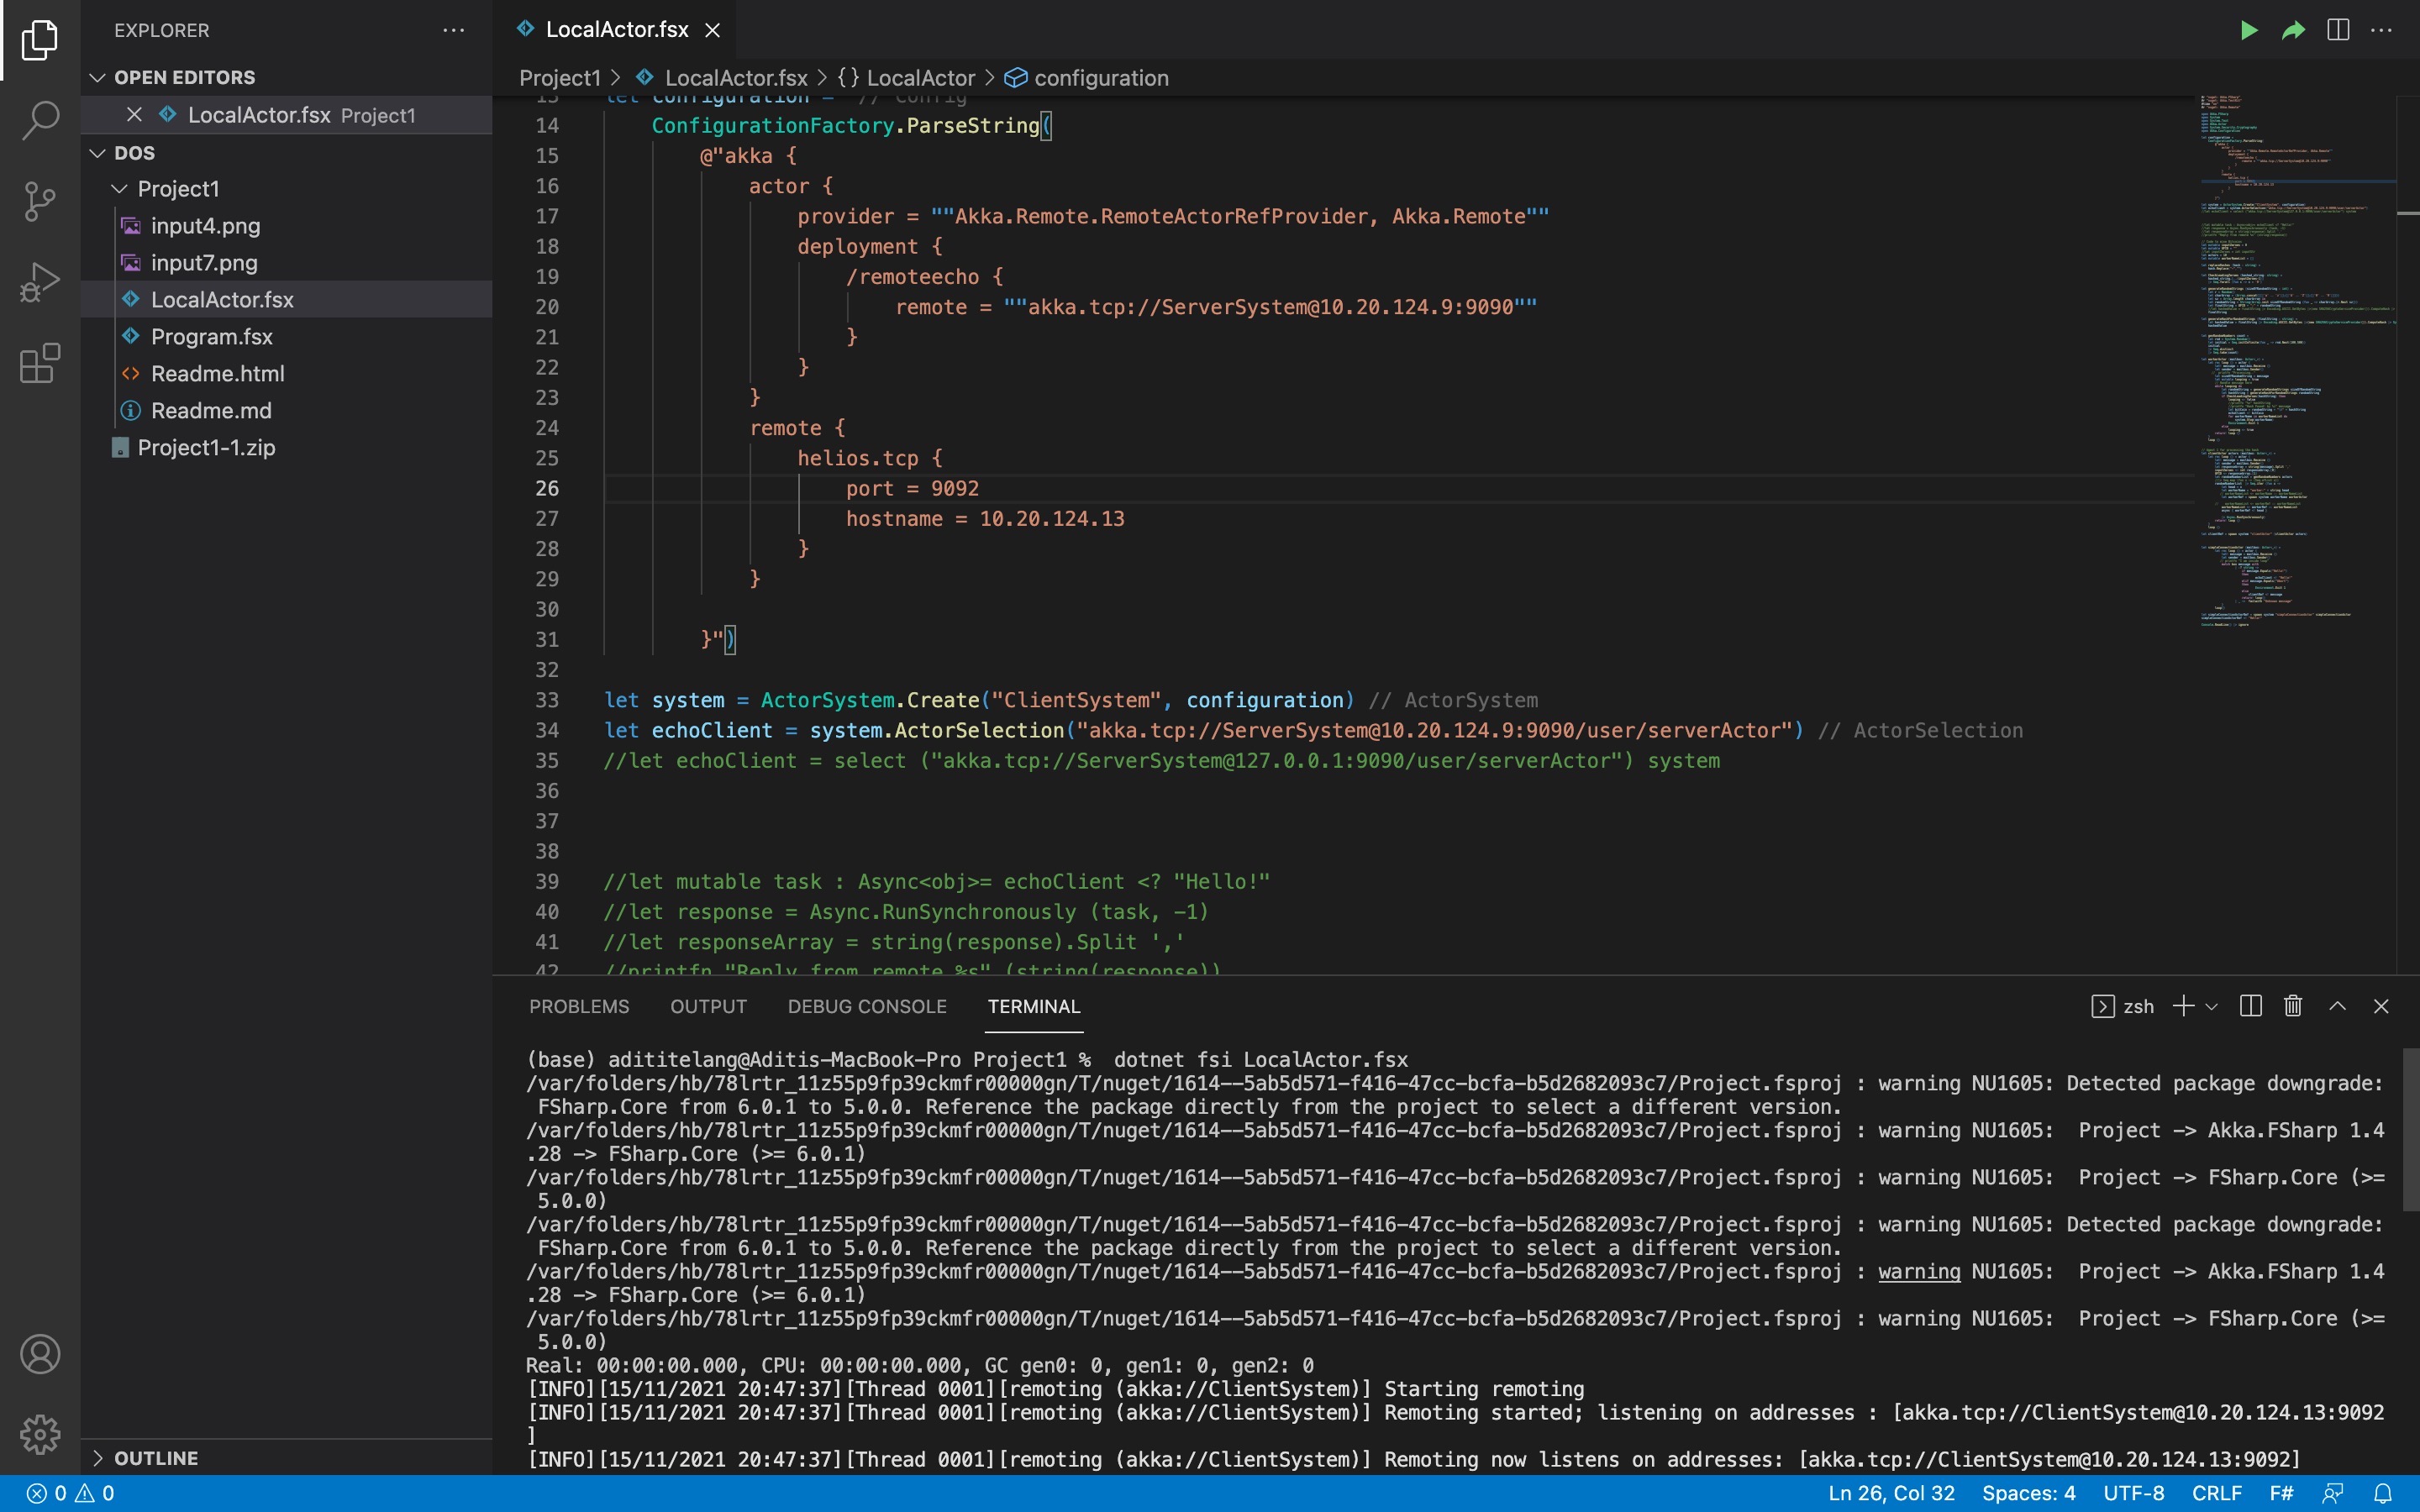 EXPLORER
OPEN EDITORS
LocalActor.fsx Project1
DOS
Project1
input4.png
input7.png
LocalActor.fsx
Program.fsx
Readme.html
Readme.md
Project1-1.zip
OUTLINE
LocalActor.fsx
Project1 > LocalActor.fsx > {} LocalActor > configuration
13 let configuration = // Config
14 ConfigurationFactory.ParseString(
15 @"akka {
16 actor {
17 provider = ""Akka.Remote.RemoteActorRefProvider, Akka.Remote""
18 deployment {
19 /remoteecho {
20 remote = ""akka.tcp://ServerSystem@10.20.124.9:9090""
21 }
22 }
23 }
24 remote {
25 helios.tcp {
26 port = 9092
27 hostname = 10.20.124.13
28 }
29 }
30
31 }")
32
33 let system = ActorSystem.Create("ClientSystem", configuration) // ActorSystem
34 let echoClient = system.ActorSelection("akka.tcp://ServerSystem@10.20.124.9:9090/user/serverActor") // ActorSelection
35 //let echoClient = select ("akka.tcp://ServerSystem@127.0.0.1:9090/user/serverActor") system
36
37
38
39 //let mutable task : Async<obj>= echoClient <? "Hello!"
40 //let response = Async.RunSynchronously (task, -1)
41 //let responseArray = string(response).Split ','
42 //printfn "Reply from remote %s" (string(response))
PROBLEMS OUTPUT DEBUG CONSOLE TERMINAL
zsh
(base) adititelang@Aditis-MacBook-Pro Project1 %  dotnet fsi LocalActor.fsx
/var/folders/hb/78lrtr_11z55p9fp39ckmfr00000gn/T/nuget/1614--5ab5d571-f416-47cc-bcfa-b5d2682093c7/Project.fsproj : warning NU1605: Detected package downgrade:
FSharp.Core from 6.0.1 to 5.0.0. Reference the package directly from the project to select a different version.
/var/folders/hb/78lrtr_11z55p9fp39ckmfr00000gn/T/nuget/1614--5ab5d571-f416-47cc-bcfa-b5d2682093c7/Project.fsproj : warning NU1605:  Project -> Akka.FSharp 1.4
.28 -> FSharp.Core (>= 6.0.1)
/var/folders/hb/78lrtr_11z55p9fp39ckmfr00000gn/T/nuget/1614--5ab5d571-f416-47cc-bcfa-b5d2682093c7/Project.fsproj : warning NU1605:  Project -> FSharp.Core (>=
5.0.0)
/var/folders/hb/78lrtr_11z55p9fp39ckmfr00000gn/T/nuget/1614--5ab5d571-f416-47cc-bcfa-b5d2682093c7/Project.fsproj : warning NU1605: Detected package downgrade:
FSharp.Core from 6.0.1 to 5.0.0. Reference the package directly from the project to select a different version.
/var/folders/hb/78lrtr_11z55p9fp39ckmfr00000gn/T/nuget/1614--5ab5d571-f416-47cc-bcfa-b5d2682093c7/Project.fsproj : warning NU1605:  Project -> Akka.FSharp 1.4
.28 -> FSharp.Core (>= 6.0.1)
/var/folders/hb/78lrtr_11z55p9fp39ckmfr00000gn/T/nuget/1614--5ab5d571-f416-47cc-bcfa-b5d2682093c7/Project.fsproj : warning NU1605:  Project -> FSharp.Core (>=
5.0.0)
Real: 00:00:00.000, CPU: 00:00:00.000, GC gen0: 0, gen1: 0, gen2: 0
[INFO][15/11/2021 20:47:37][Thread 0001][remoting (akka://ClientSystem)] Starting remoting
[INFO][15/11/2021 20:47:37][Thread 0001][remoting (akka://ClientSystem)] Remoting started; listening on addresses : [akka.tcp://ClientSystem@10.20.124.13:9092
]
[INFO][15/11/2021 20:47:37][Thread 0001][remoting (akka://ClientSystem)] Remoting now listens on addresses: [akka.tcp://ClientSystem@10.20.124.13:9092]
0 0 Ln 26, Col 32 Spaces: 4 UTF-8 CRLF F#